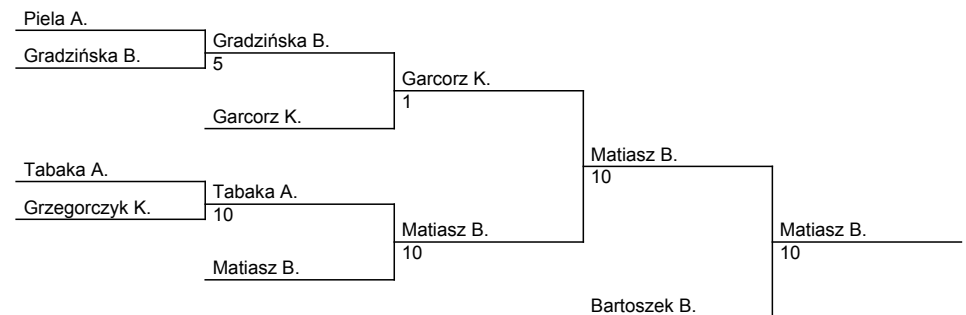 Piela A.
Gradzińska B.
Gradzińska B.
5
Garcorz K.
Garcorz K.
1
Tabaka A.
Grzegorczyk K.
Tabaka A.
10
Matiasz B.
Matiasz B.
10
Matiasz B.
10
Bartoszek B.
Matiasz B.
10